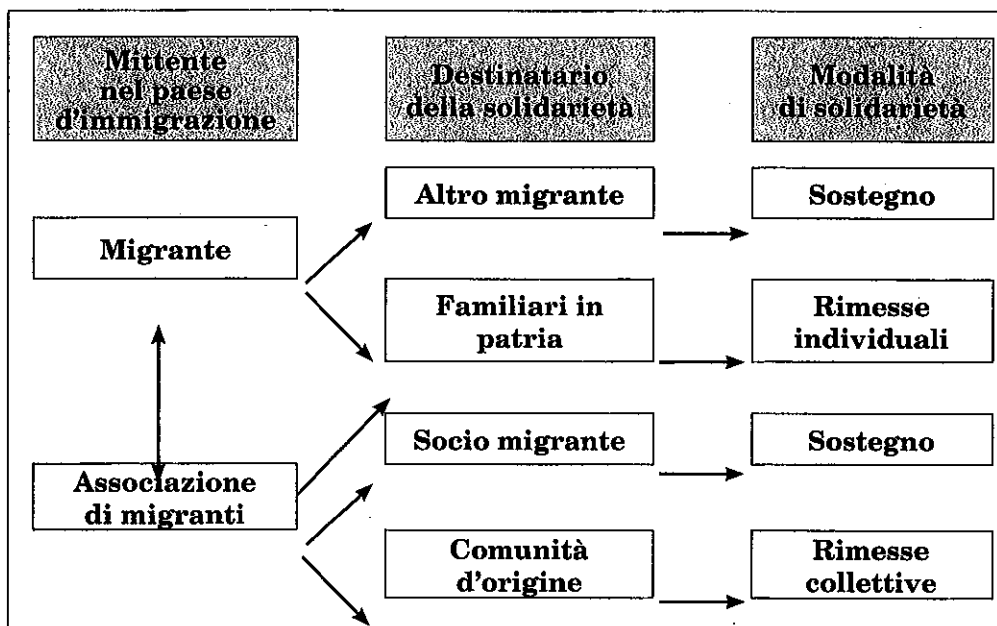 Mittente
nel paese
d'immigrazione
Destinatario
della solidarietà
Modalità
di solidarietà
Migrante
Altro migrante
Sostegno
Familiari in
patria
Rimesse
individuali
Associazione
di migranti
Socio migrante
Sostegno
Comunità
d'origine
Rimesse
collettive